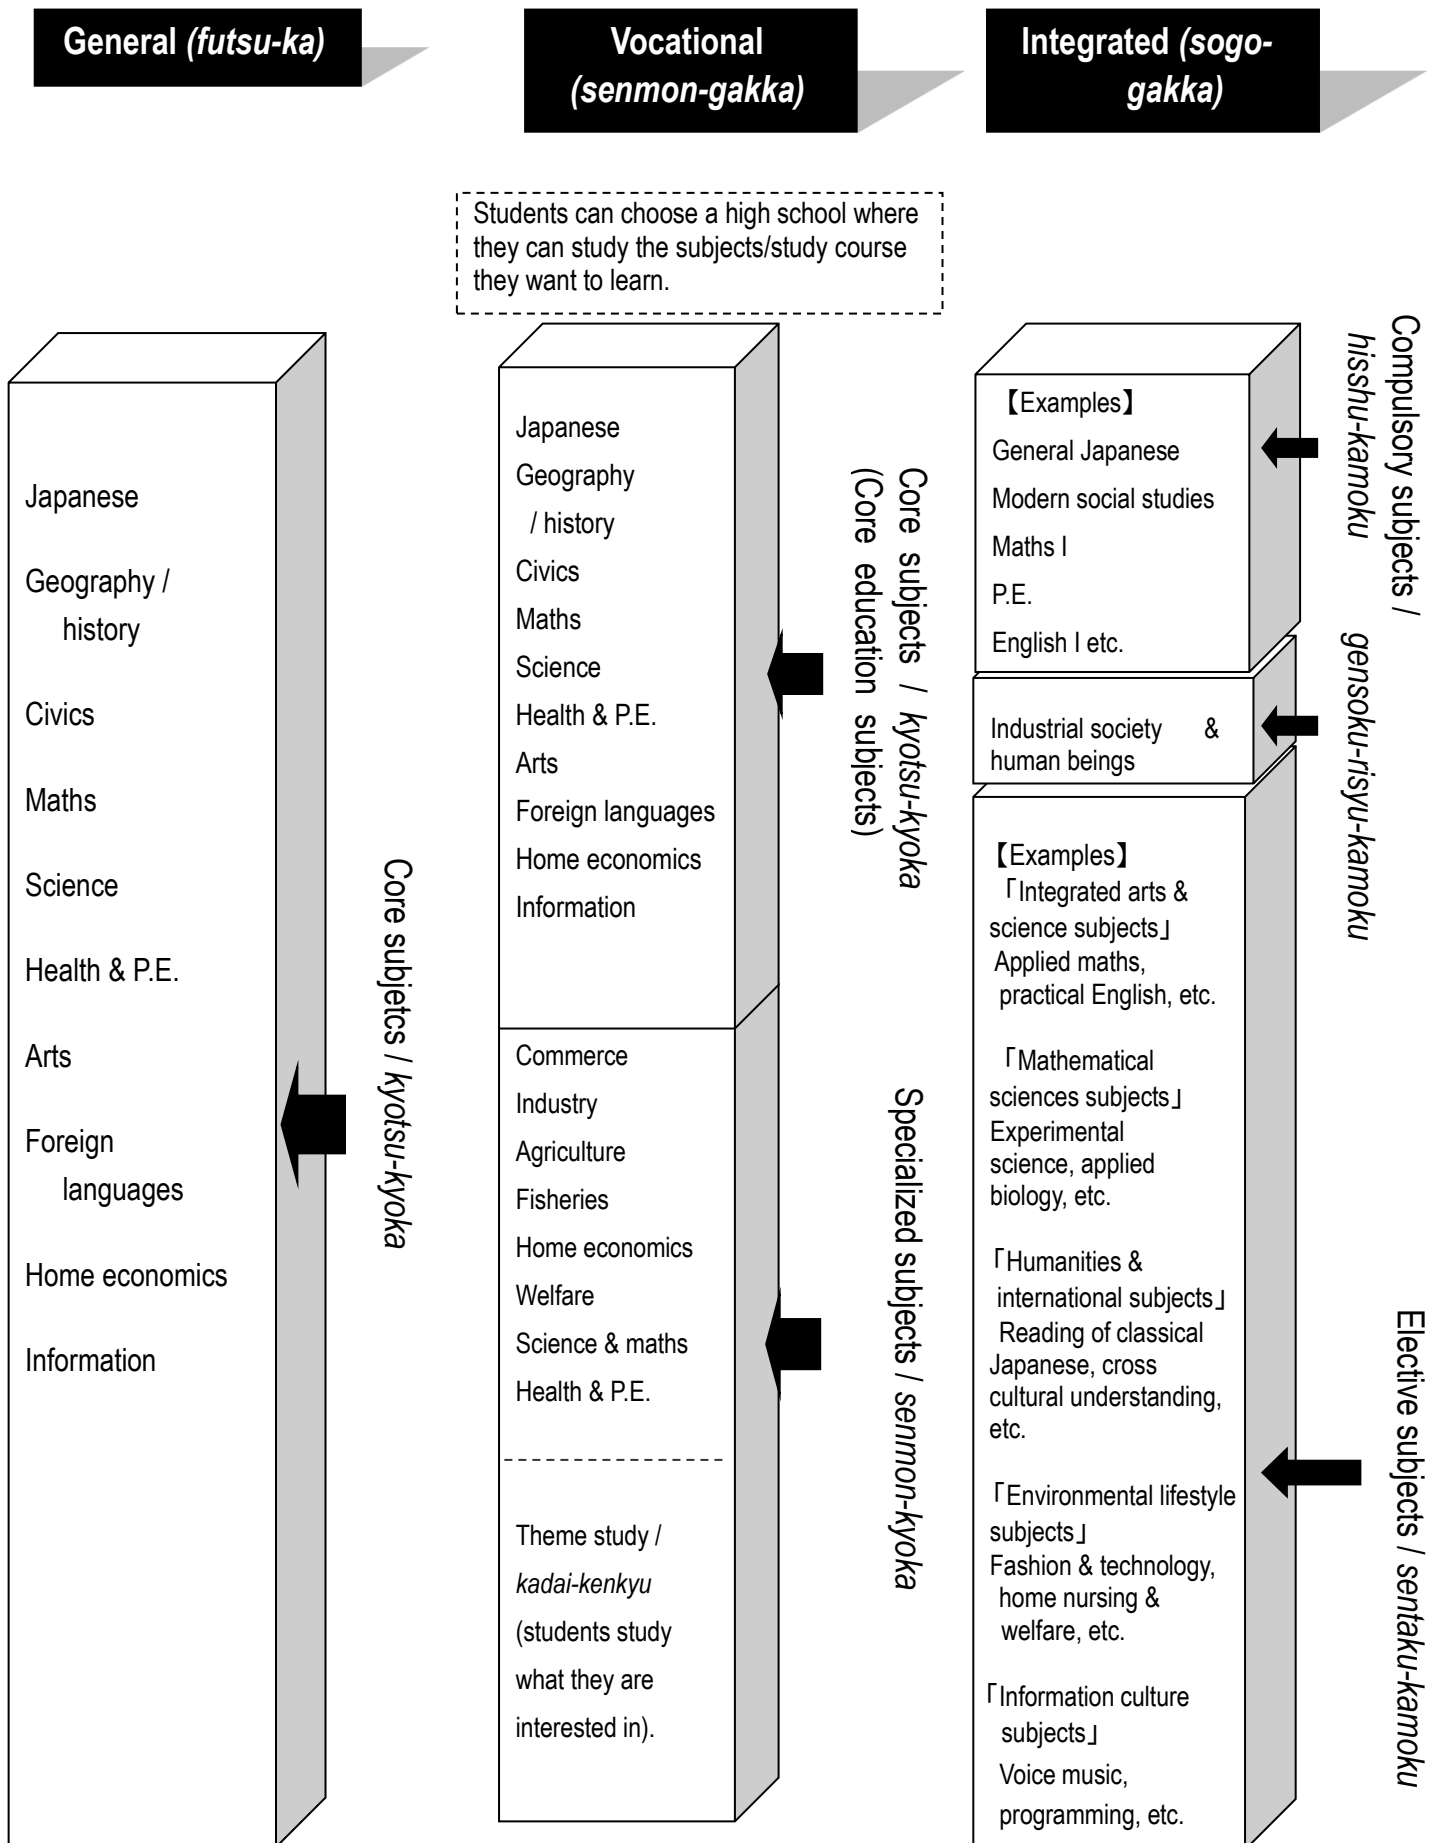 General (futsu-ka)
Vocational
(senmon-gakka)
Integrated (sogo-
gakka)
Students can choose a high school where
they can study the subjects/study course
they want to learn.
Japanese
Geography /
history
Civics
Maths
Science
Health & P.E.
Arts
Foreign
languages
Home economics
Information
Core subjetcs / kyotsu-kyoka
Japanese
Geography
/ history
Civics
Maths
Science
Health & P.E.
Arts
Foreign languages
Home economics
Information
Core subjects / kyotsu-kyoka
(Core education subjects)
Commerce
Industry
Agriculture
Fisheries
Home economics
Welfare
Science & maths
Health & P.E.
Theme study /
kadai-kenkyu
(students study
what they are
interested in).
Specialized subjects / senmon-kyoka
【Examples】
General Japanese
Modern social studies
Maths I
P.E.
English I etc.
Compulsory subjects /
hisshu-kamoku
Industrial society &
human beings
gensoku-risyu-kamoku
【Examples】
「Integrated arts &
science subjects」
Applied maths,
practical English, etc.
「Mathematical
sciences subjects」
Experimental
science, applied
biology, etc.
「Humanities &
international subjects」
Reading of classical
Japanese, cross
cultural understanding,
etc.
「Environmental lifestyle
subjects」
Fashion & technology,
home nursing &
welfare, etc.
「Information culture
subjects」
Voice music,
programming, etc.
Elective subjects / sentaku-kamoku